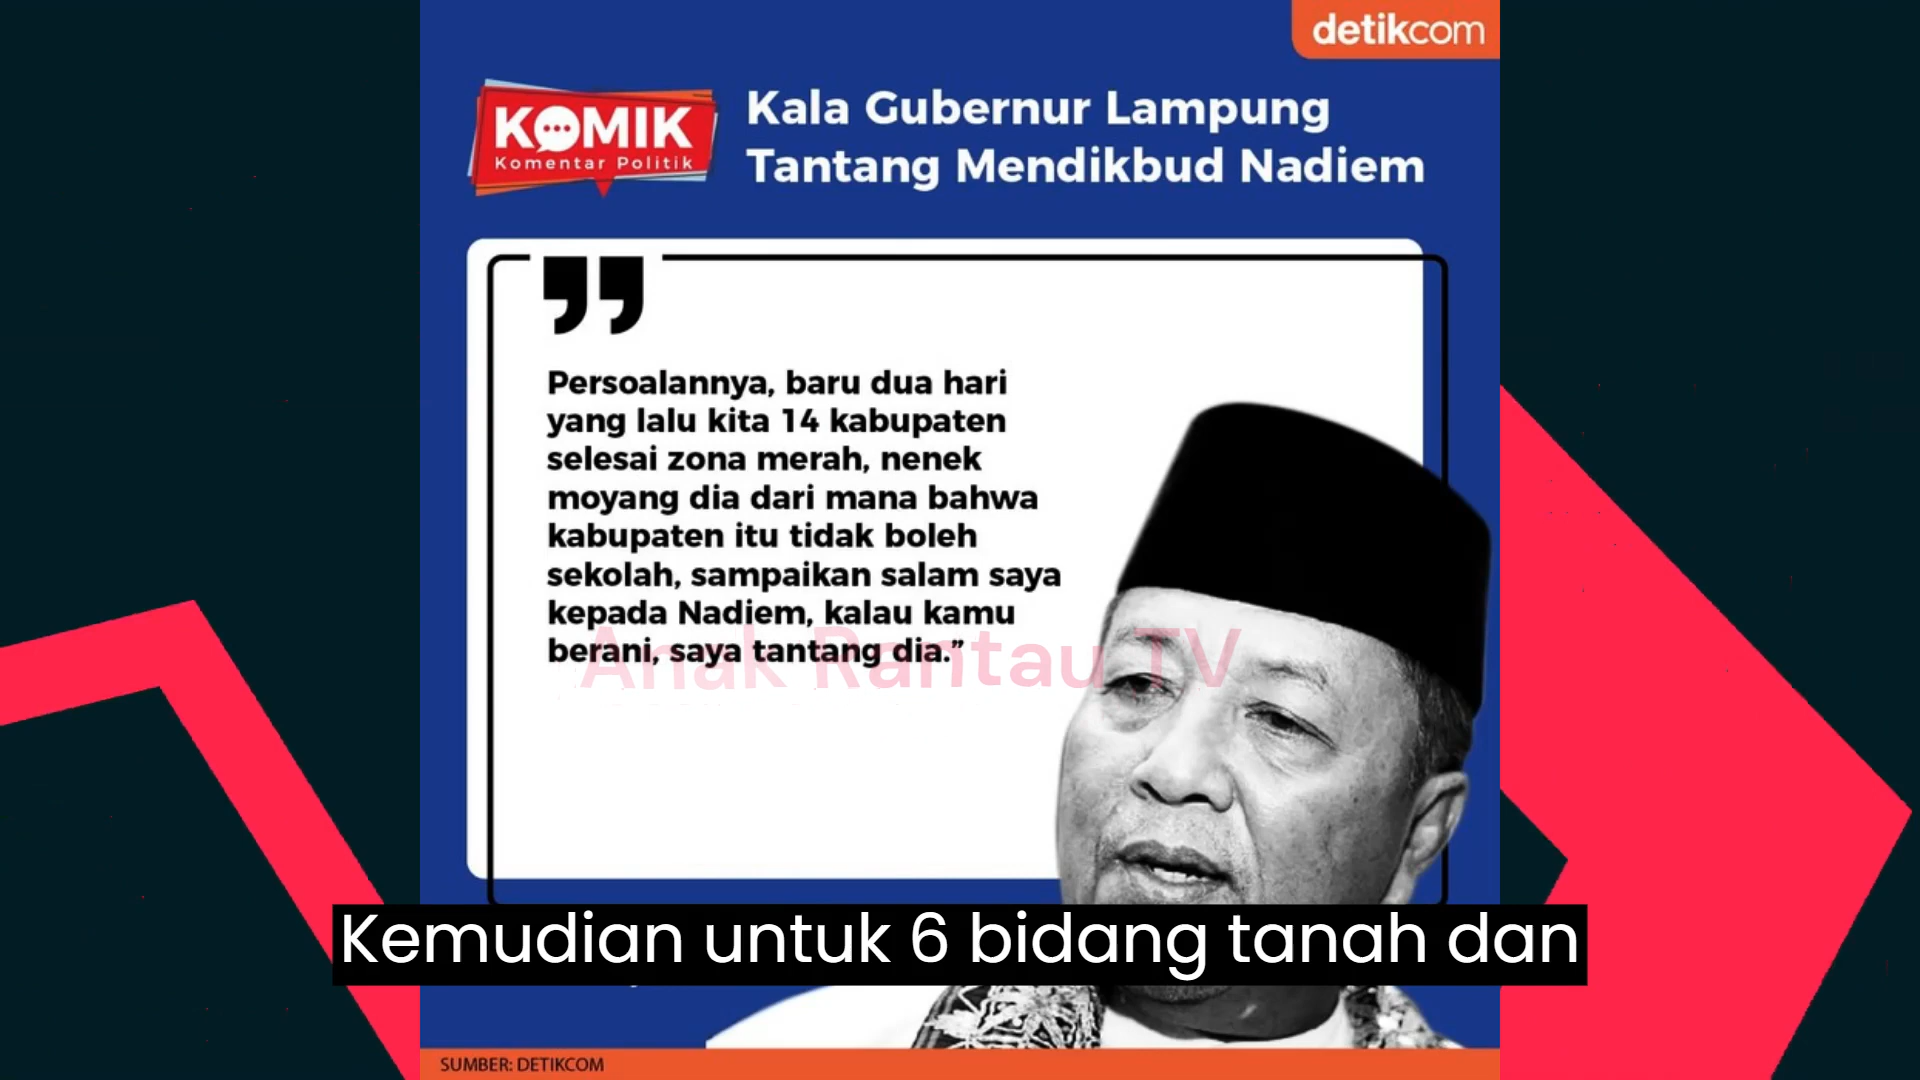 detikcom
KOMIK
Komentar Politik
Kala Gubernur Lampung
Tantang Mendikbud Nadiem
Persoalannya, baru dua hari
yang lalu kita 14 kabupaten
selesai zona merah, nenek
moyang dia dari mana bahwa
kabupaten itu tidak boleh
sekolah, sampaikan salam saya
kepada Nadiem, kalau kamu
berani, saya tantang dia.”
Anak Rantau TV
Kemudian untuk 6 bidang tanah dan
SUMBER: DETIKCOM